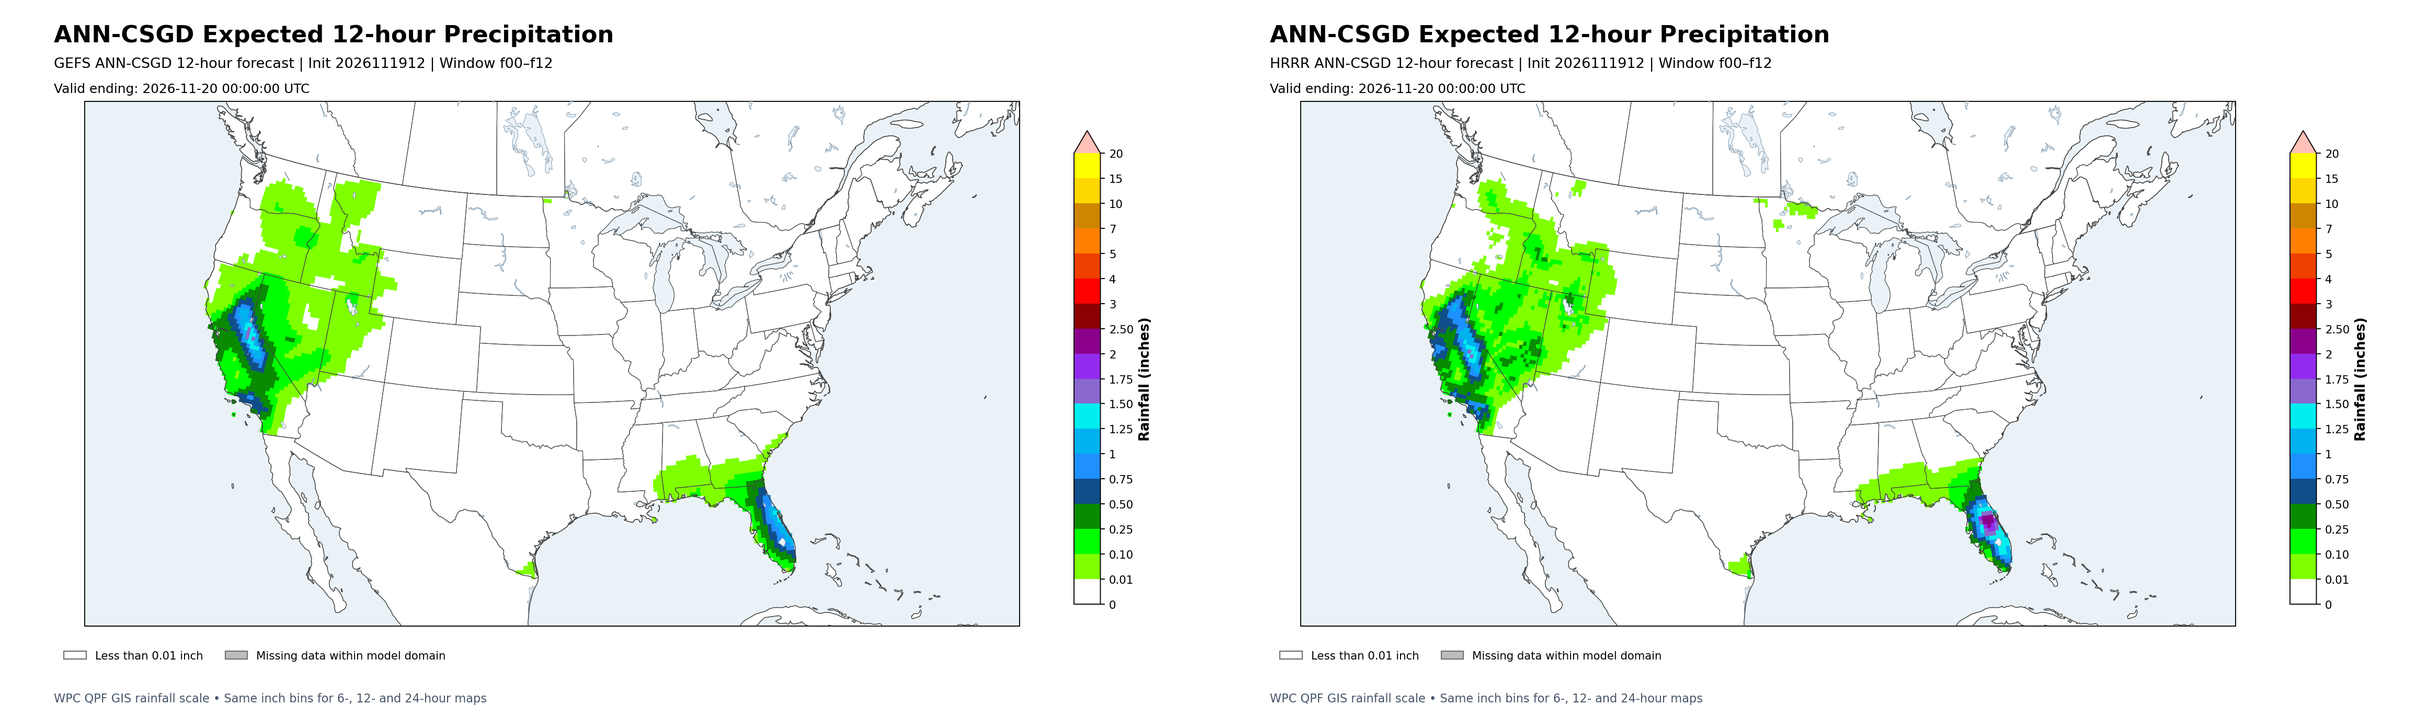 ANN-CSGD Expected 12-hour Precipitation
GEFS ANN-CSGD 12-hour forecast | Init 2026111912 | Window f00–f12
Valid ending: 2026-11-20 00:00:00 UTC
20
15
10
7
5
4
3
2.50
2
1.75
1.50
1.25
1
0.75
0.50
0.25
0.10
0.01
0
Rainfall (inches)
Less than 0.01 inch
Missing data within model domain
WPC QPF GIS rainfall scale • Same inch bins for 6-, 12- and 24-hour maps
ANN-CSGD Expected 12-hour Precipitation
HRRR ANN-CSGD 12-hour forecast | Init 2026111912 | Window f00–f12
Valid ending: 2026-11-20 00:00:00 UTC
20
15
10
7
5
4
3
2.50
2
1.75
1.50
1.25
1
0.75
0.50
0.25
0.10
0.01
0
Rainfall (inches)
Less than 0.01 inch
Missing data within model domain
WPC QPF GIS rainfall scale • Same inch bins for 6-, 12- and 24-hour maps